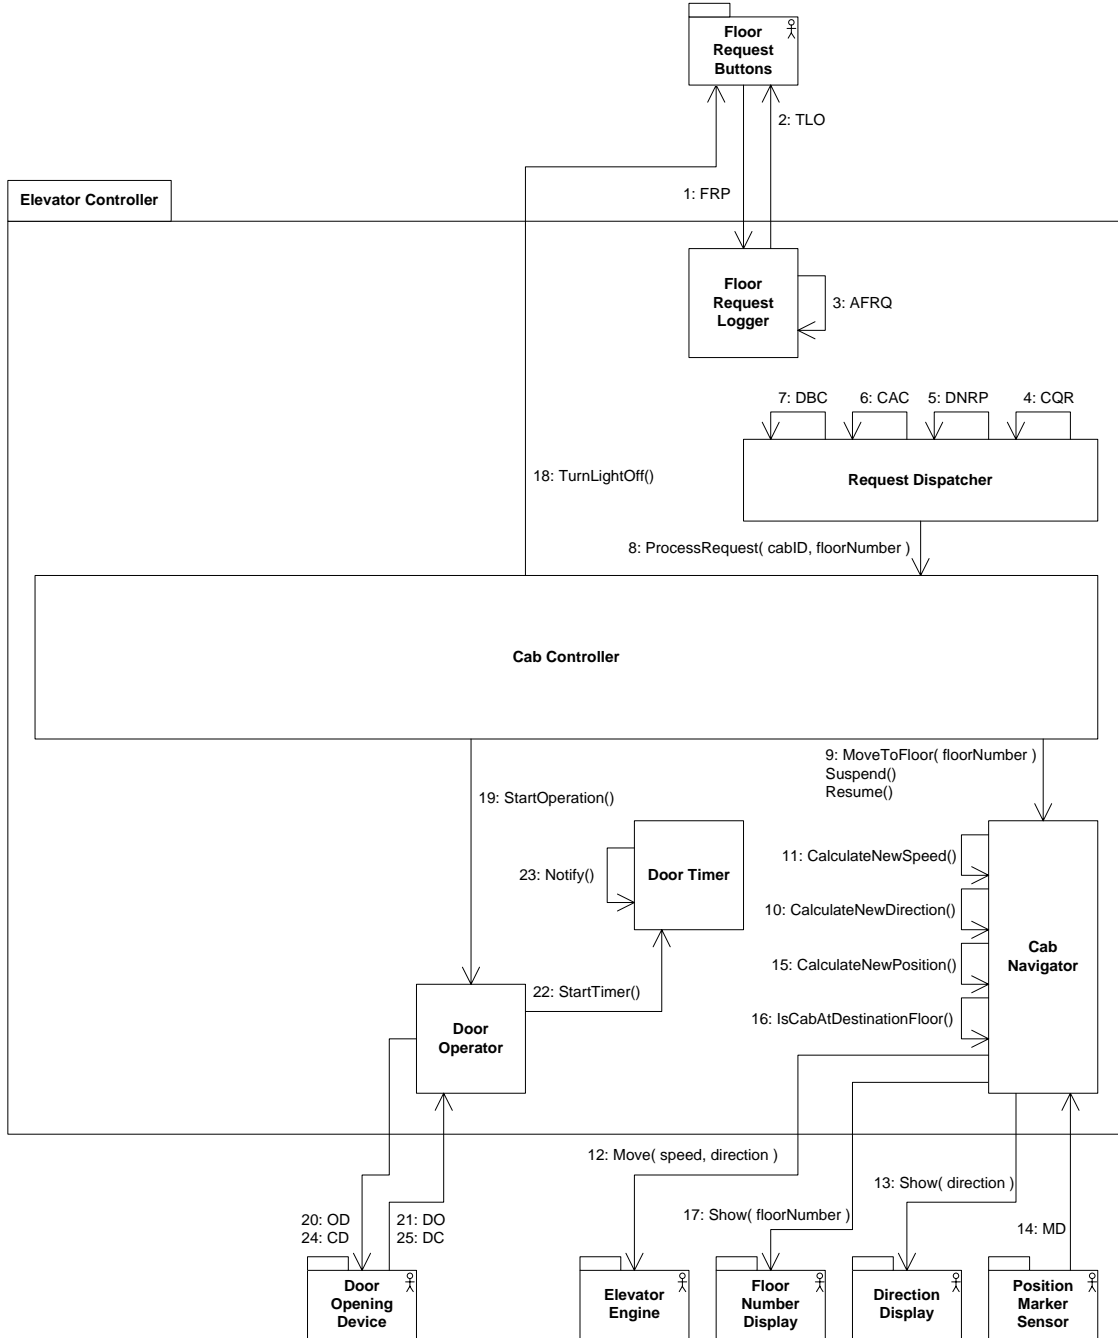 Floor
Request
Buttons
2: TLO
1: FRP
Elevator Controller
Floor
Request
Logger
3: AFRQ
7: DBC
6: CAC
5: DNRP
4: CQR
Request Dispatcher
18: TurnLightOff()
8: ProcessRequest( cabID, floorNumber )
Cab Controller
9: MoveToFloor( floorNumber )
Suspend()
Resume()
19: StartOperation()
23: Notify()
Door Timer
11: CalculateNewSpeed()
10: CalculateNewDirection()
15: CalculateNewPosition()
16: IsCabAtDestinationFloor()
Cab
Navigator
22: StartTimer()
Door
Operator
12: Move( speed, direction )
13: Show( direction )
17: Show( floorNumber )
14: MD
20: OD
24: CD
21: DO
25: DC
Door
Opening
Device
Elevator
Engine
Floor
Number
Display
Direction
Display
Position
Marker
Sensor